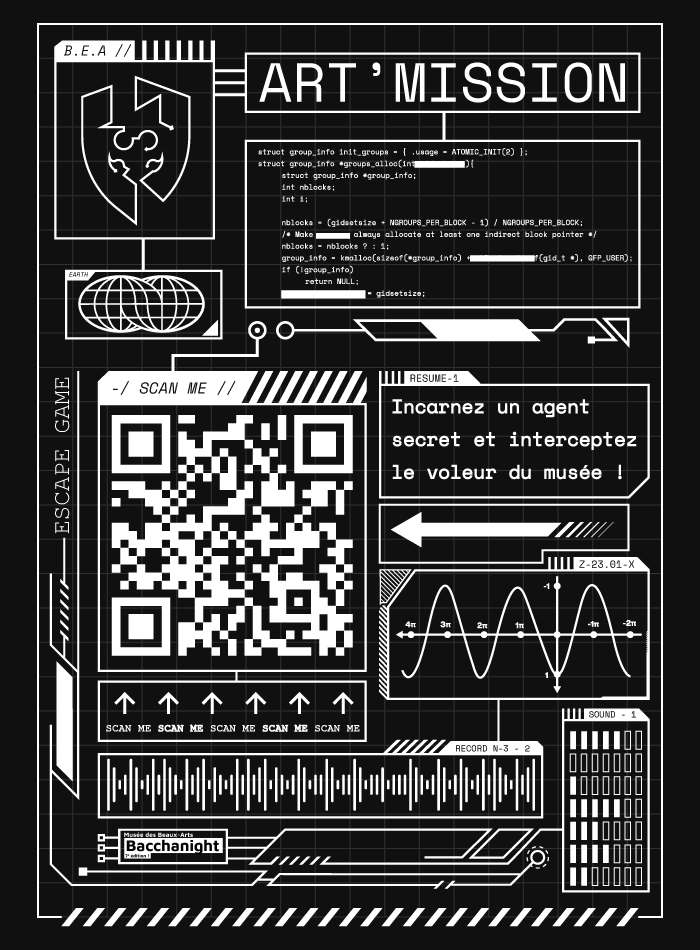 B.E.A //
ART'MISSION
struct group_info init_groups = { .usage = ATOMIC_INIT(2) };
struct group_info *groups_alloc(int ){
struct group_info *group_info;
int nblocks;
int i;
nblocks = (gidsetsize + NGROUPS_PER_BLOCK - 1) / NGROUPS_PER_BLOCK;
/* Make always allocate at least one indirect block pointer */
nblocks = nblocks ? : 1;
group_info = kmalloc(sizeof(*group_info) + f(gid_t *), GFP_USER);
if (!group_info)
return NULL;
= gidsetsize;
EARTH
-/ SCAN ME //
ESCAPE GAME
RESUME-1
Incarnez un agent
secret et interceptez
le voleur du musée !
Z-23.01-X
-1
4π 3π 2π 1π -1π -2π
1
SCAN ME SCAN ME SCAN ME SCAN ME SCAN ME
SOUND - 1
RECORD N-3 - 2
Musée des Beaux-Arts
Bacchanight
7e édition !